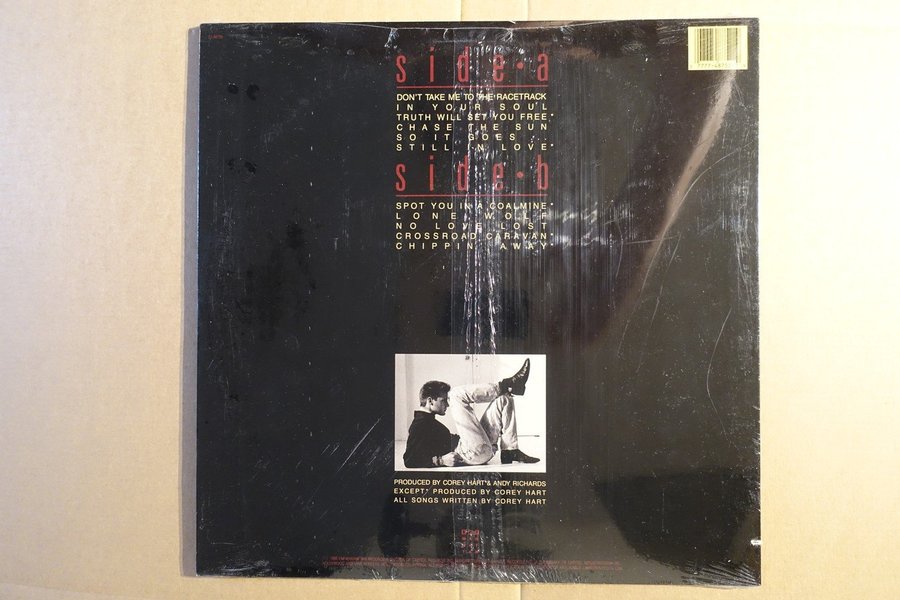 side·a
DON'T TAKE ME TO THE RACETRACK
IN YOUR SOUL
TRUTH WILL SET YOU FREE*
CHASE THE SUN
SO IT GOES...
STILL IN LOVE*
side·b
SPOT YOU IN A COALMINE*
LONE WOLF
NO LOVE LOST
CROSSROAD CARAVAN*
CHIPPIN' AWAY
PRODUCED BY COREY HART & ANDY RICHARDS
EXCEPT* PRODUCED BY COREY HART
ALL SONGS WRITTEN BY COREY HART